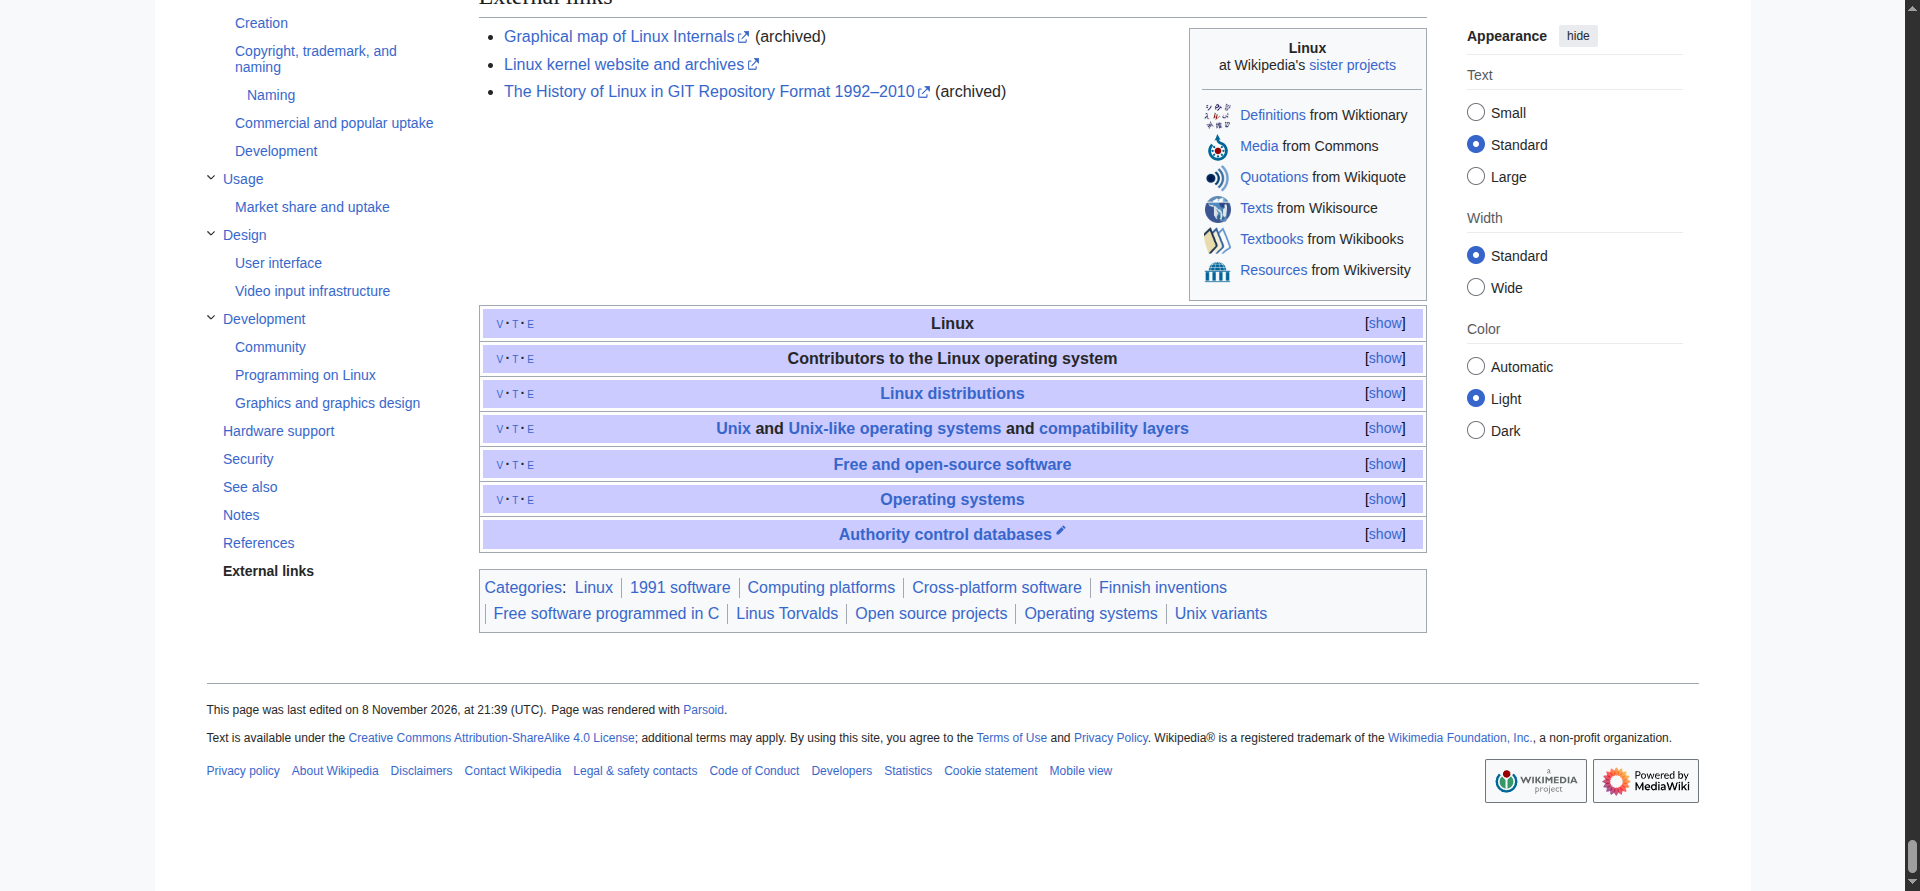 Creation
Copyright, trademark, and
naming
Naming
Commercial and popular uptake
Development
Usage
Market share and uptake
Design
User interface
Video input infrastructure
Development
Community
Programming on Linux
Graphics and graphics design
Hardware support
Security
See also
Notes
References
External links
External links
Graphical map of Linux Internals (archived)
Linux kernel website and archives
The History of Linux in GIT Repository Format 1992–2010 (archived)
Linux
at Wikipedia's sister projects
Definitions from Wiktionary
Media from Commons
Quotations from Wikiquote
Texts from Wikisource
Textbooks from Wikibooks
Resources from Wikiversity
V • T • E Linux [show]
V • T • E Contributors to the Linux operating system [show]
V • T • E Linux distributions [show]
V • T • E Unix and Unix-like operating systems and compatibility layers [show]
V • T • E Free and open-source software [show]
V • T • E Operating systems [show]
Authority control databases [show]
Categories: Linux | 1991 software | Computing platforms | Cross-platform software | Finnish inventions
| Free software programmed in C | Linus Torvalds | Open source projects | Operating systems | Unix variants
Appearance hide
Text
Small
Standard
Large
Width
Standard
Wide
Color
Automatic
Light
Dark
This page was last edited on 8 November 2026, at 21:39 (UTC). Page was rendered with Parsoid.
Text is available under the Creative Commons Attribution-ShareAlike 4.0 License; additional terms may apply. By using this site, you agree to the Terms of Use and Privacy Policy. Wikipedia® is a registered trademark of the Wikimedia Foundation, Inc., a non-profit organization.
Privacy policy About Wikipedia Disclaimers Contact Wikipedia Legal & safety contacts Code of Conduct Developers Statistics Cookie statement Mobile view
a
WIKIMEDIA
project
Powered by
MediaWiki